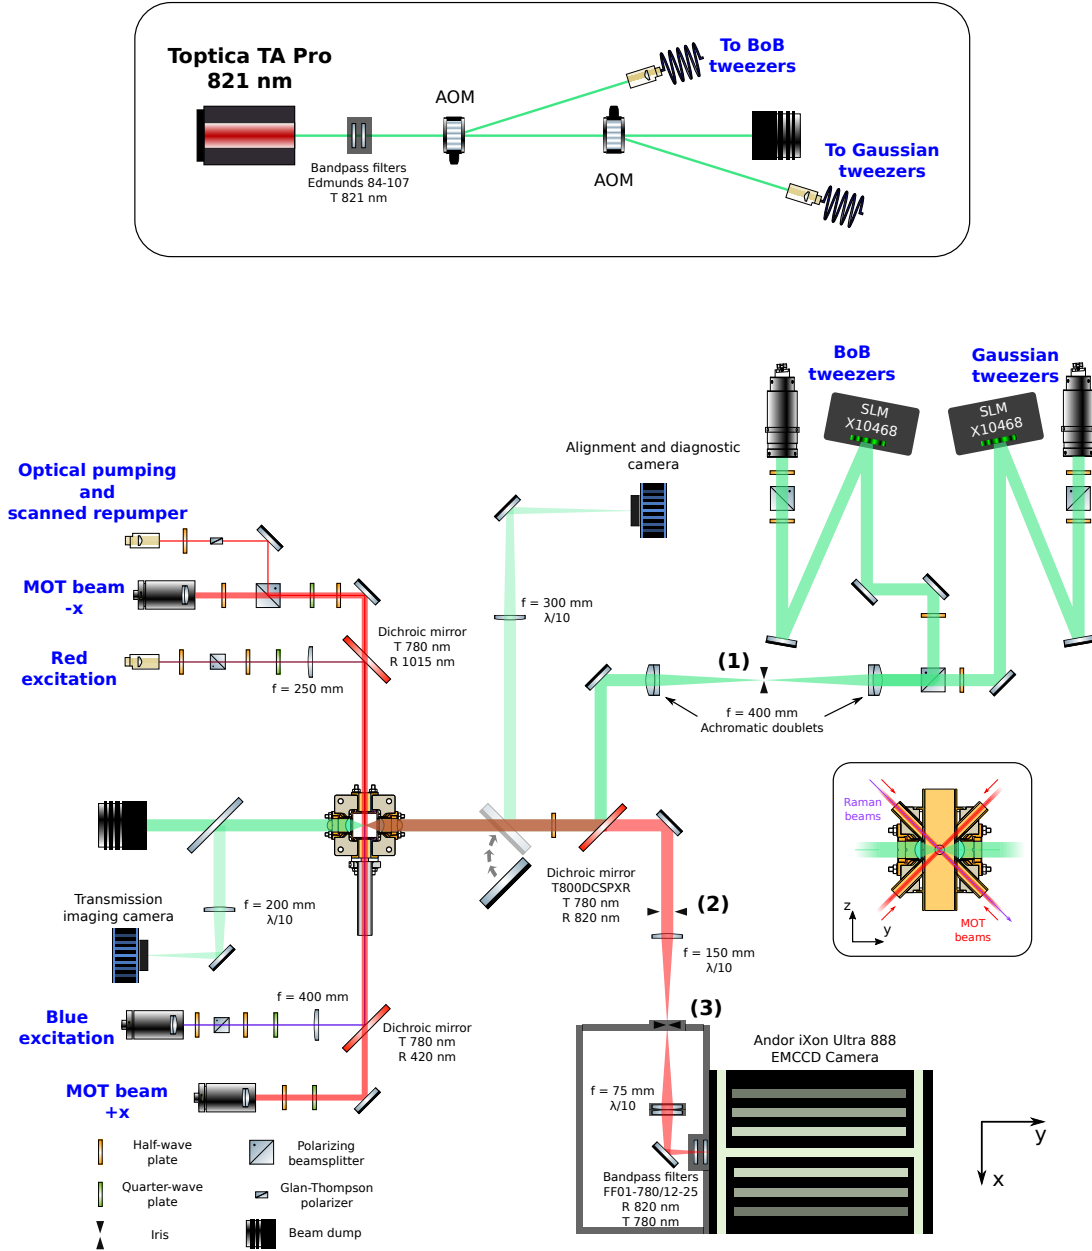 Toptica TA Pro
821 nm
Bandpass filters
Edmunds 84-107
T 821 nm
AOM
AOM
To BoB
tweezers
To Gaussian
tweezers
BoB
tweezers
Gaussian
tweezers
SLM
X10468
SLM
X10468
Alignment and diagnostic
camera
Optical pumping
and
scanned repumper
MOT beam
-x
Red
excitation
f = 250 mm
Dichroic mirror
T 780 nm
R 1015 nm
f = 300 mm
λ/10
(1)
f = 400 mm
Achromatic doublets
Raman
beams
MOT
beams
z
y
Dichroic mirror
T800DCSPXR
T 780 nm
R 820 nm
(2)
f = 150 mm
λ/10
(3)
Transmission
imaging camera
f = 200 mm
λ/10
Blue
excitation
f = 400 mm
Dichroic mirror
T 780 nm
R 420 nm
MOT beam
+x
f = 75 mm
λ/10
Bandpass filters
FF01-780/12-25
R 820 nm
T 780 nm
Andor iXon Ultra 888
EMCCD Camera
y
x
Half-wave
plate
Polarizing
beamsplitter
Quarter-wave
plate
Glan-Thompson
polarizer
Iris
Beam dump